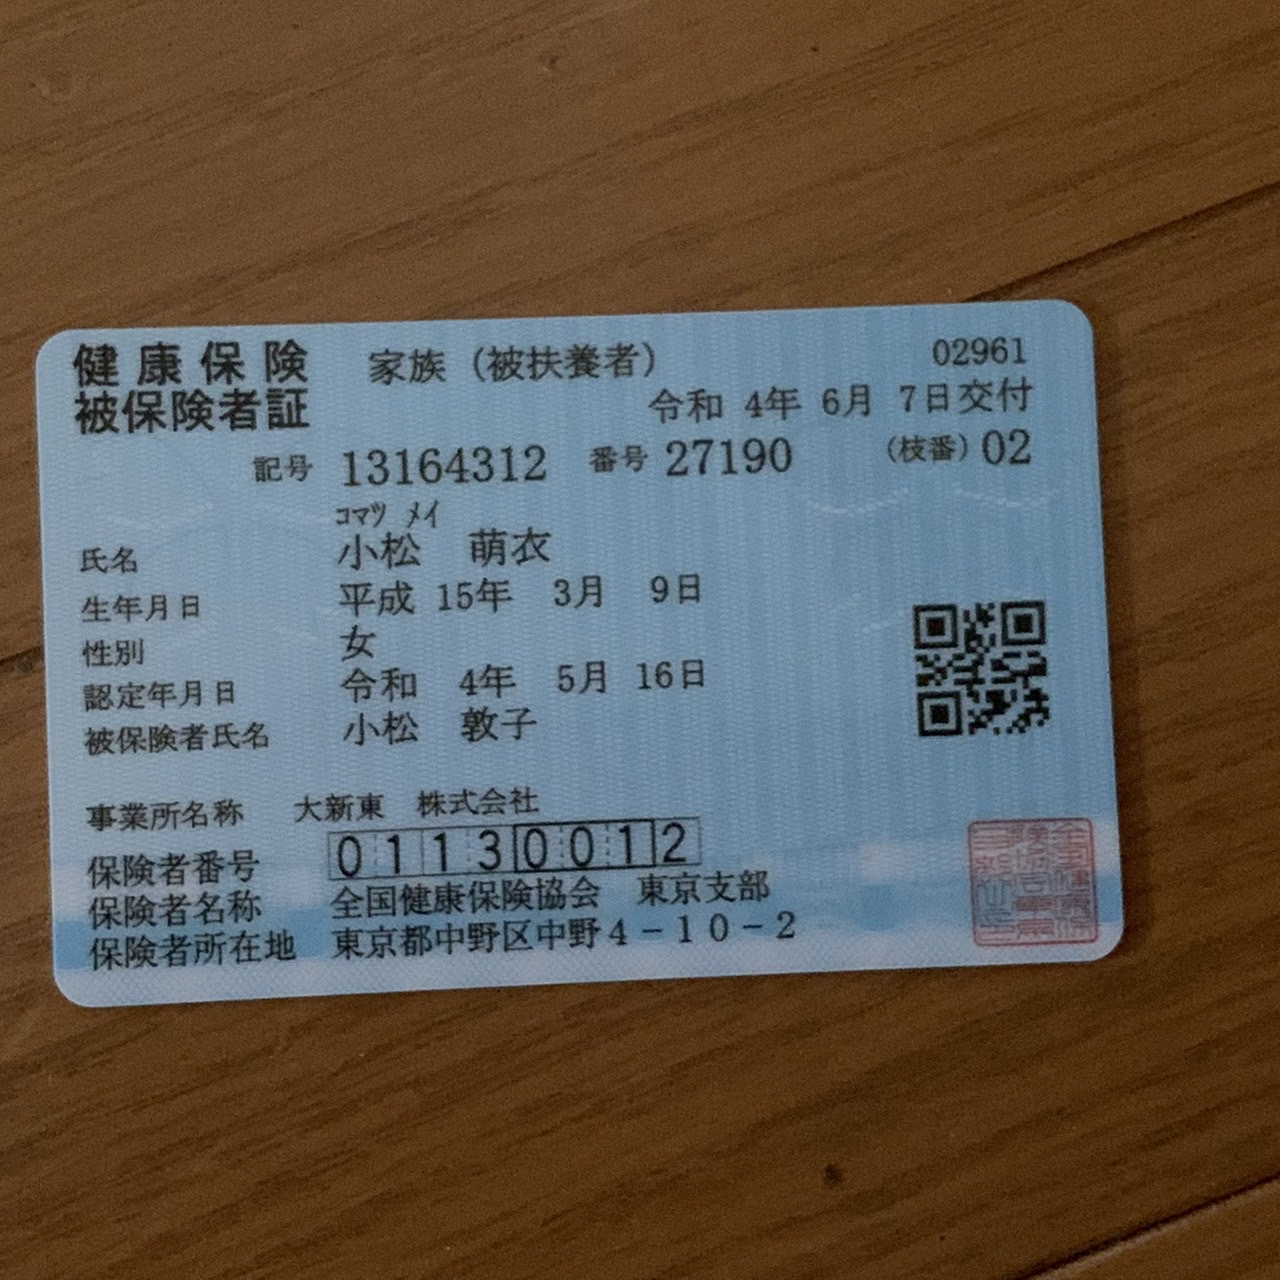 健康保険 家族（被扶養者） 02961
被保険者証 令和 4年 6月 7日交付
記号 13164312 番号 27190 （枝番）02
ｺﾏﾂ ﾒｲ
氏名 小松 萌衣
生年月日 平成 15年 3月 9日
性別 女
認定年月日 令和 4年 5月 16日
被保険者氏名 小松 敦子
事業所名称 大新東 株式会社
保険者番号 01130012
保険者名称 全国健康保険協会 東京支部
保険者所在地 東京都中野区中野４－１０－２